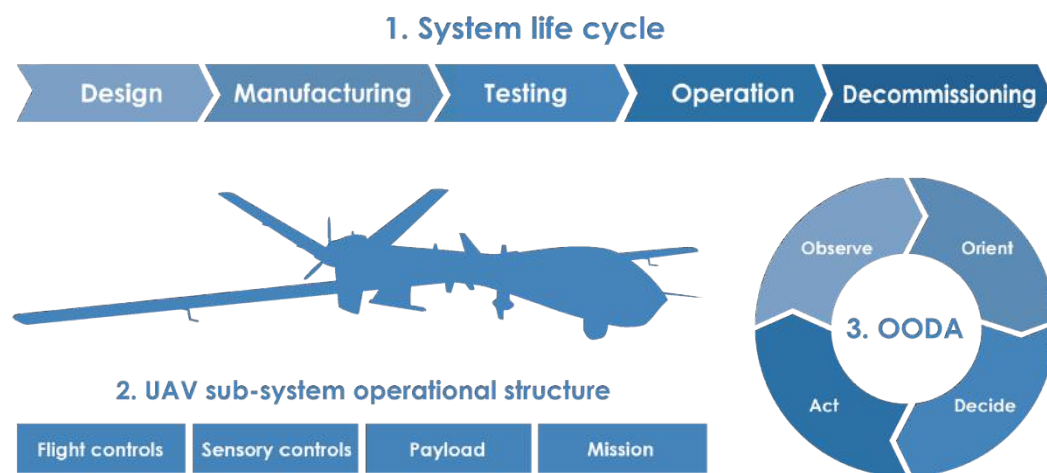 1. System life cycle
Design Manufacturing Testing Operation Decommissioning
Observe Orient
3. OODA
Act Decide
2. UAV sub-system operational structure
Flight controls Sensory controls Payload Mission